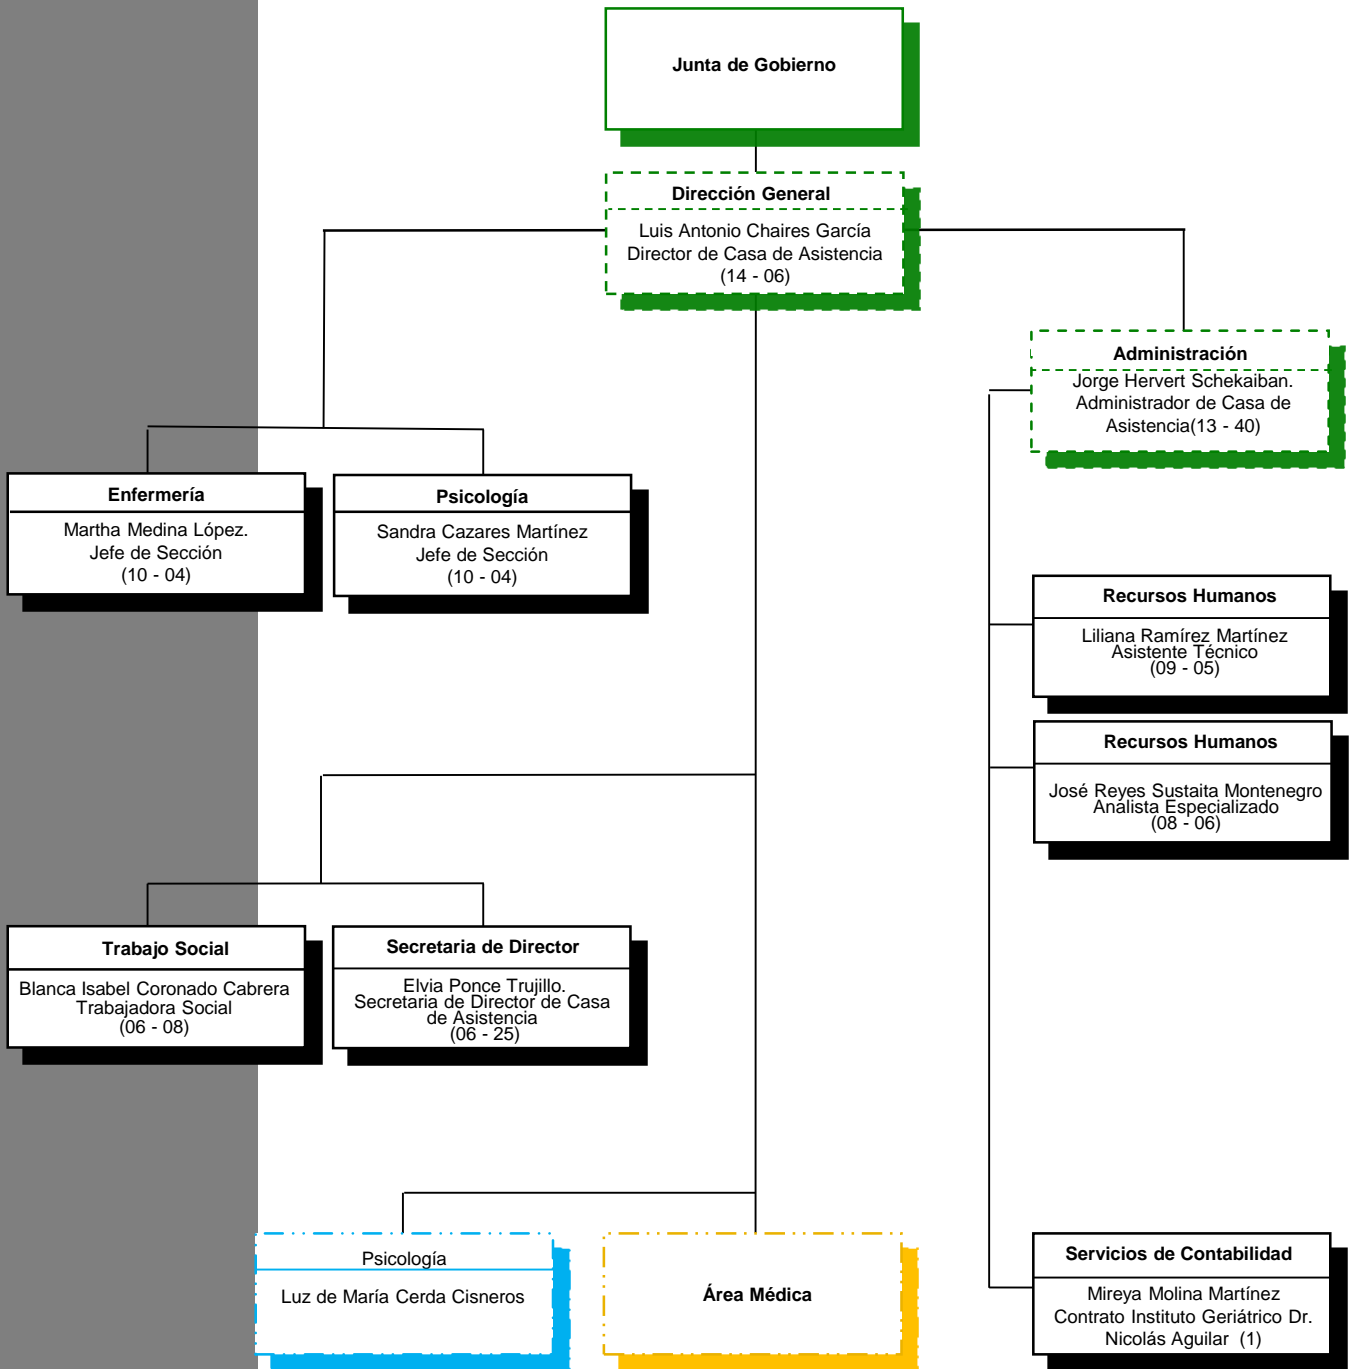 Junta de Gobierno
Dirección General
Luis Antonio Chaires García
Director de Casa de Asistencia
(14 - 06)
Administración
Jorge Hervert Schekaiban.
Administrador de Casa de
Asistencia(13 - 40)
Enfermería
Martha Medina López.
Jefe de Sección
(10 - 04)
Psicología
Sandra Cazares Martínez
Jefe de Sección
(10 - 04)
Recursos Humanos
Liliana Ramírez Martínez
Asistente Técnico
(09 - 05)
Recursos Humanos
José Reyes Sustaita Montenegro
Analista Especializado
(08 - 06)
Trabajo Social
Blanca Isabel Coronado Cabrera
Trabajadora Social
(06 - 08)
Secretaria de Director
Elvia Ponce Trujillo.
Secretaria de Director de Casa
de Asistencia
(06 - 25)
Psicología
Luz de María Cerda Cisneros
Área Médica
Servicios de Contabilidad
Mireya Molina Martínez
Contrato Instituto Geriátrico Dr.
Nicolás Aguilar  (1)